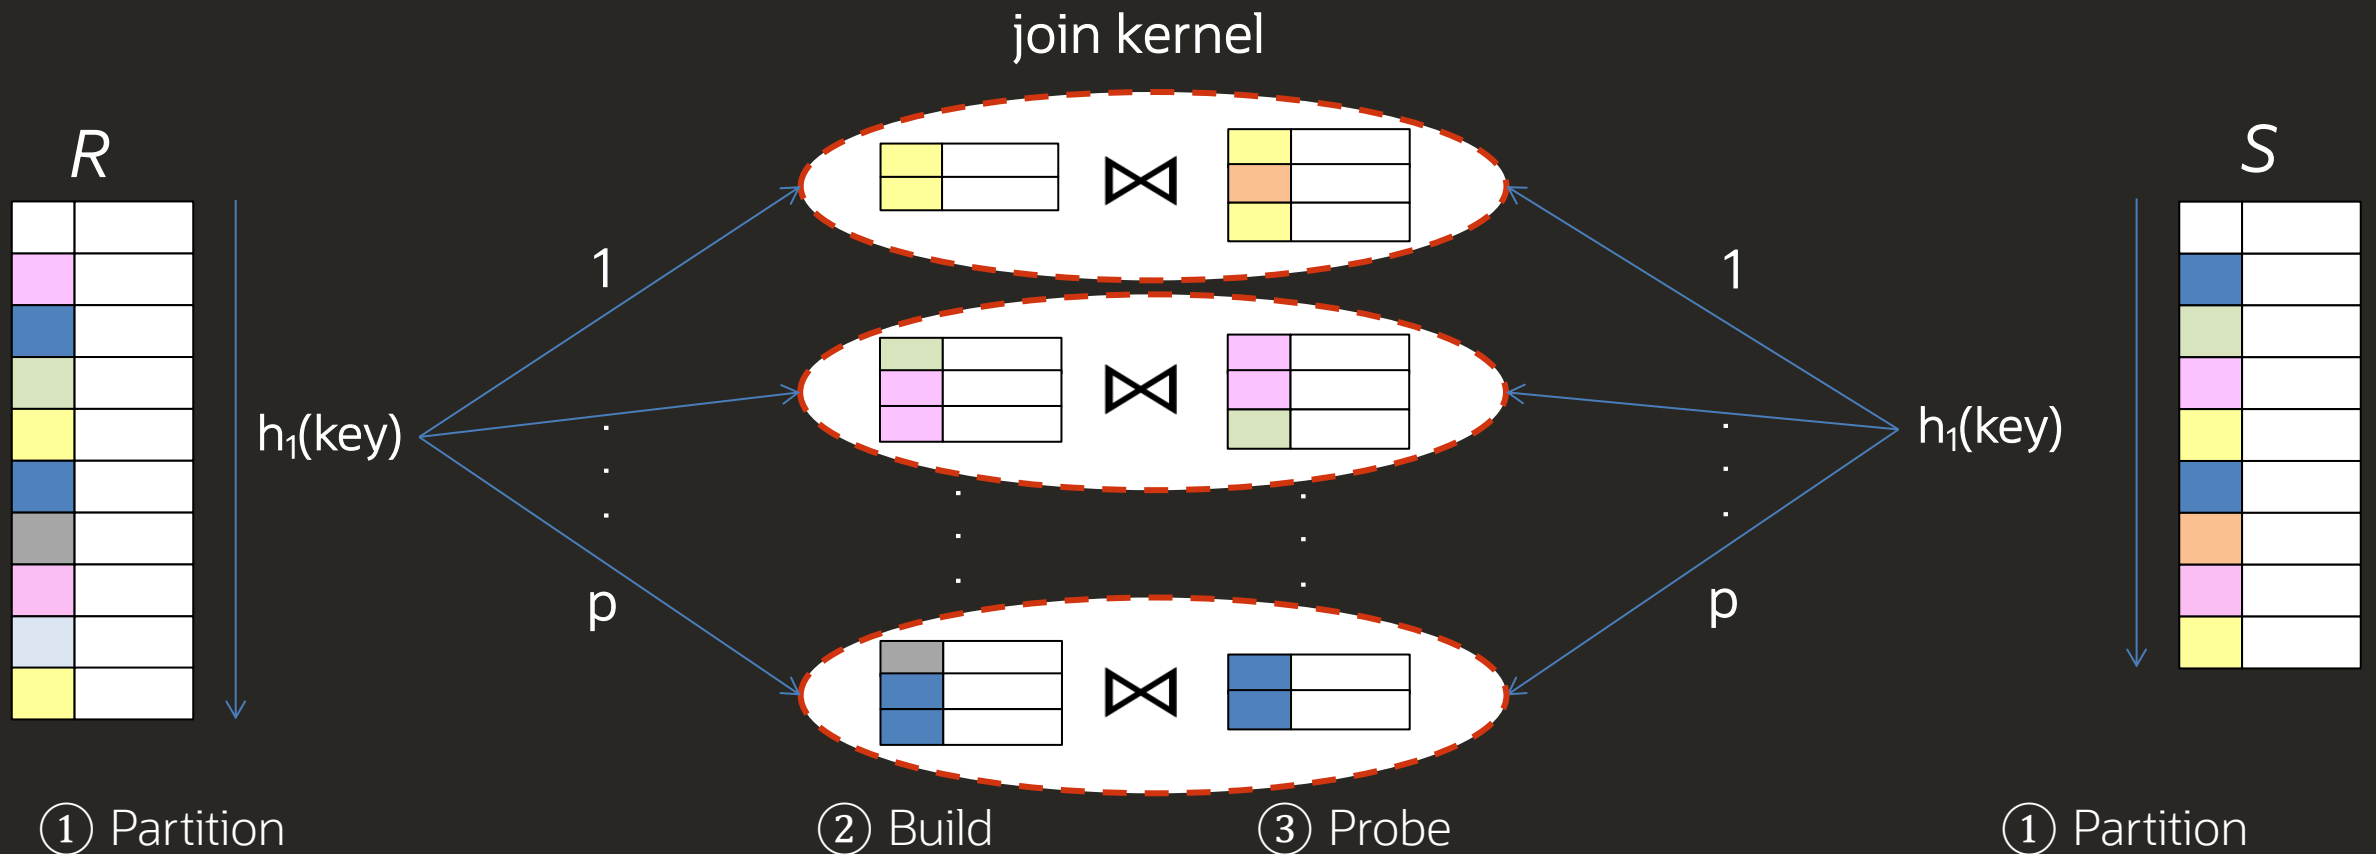 join kernel
R
S
1
1
h₁(key)
h₁(key)
p
p
① Partition
② Build
③ Probe
① Partition